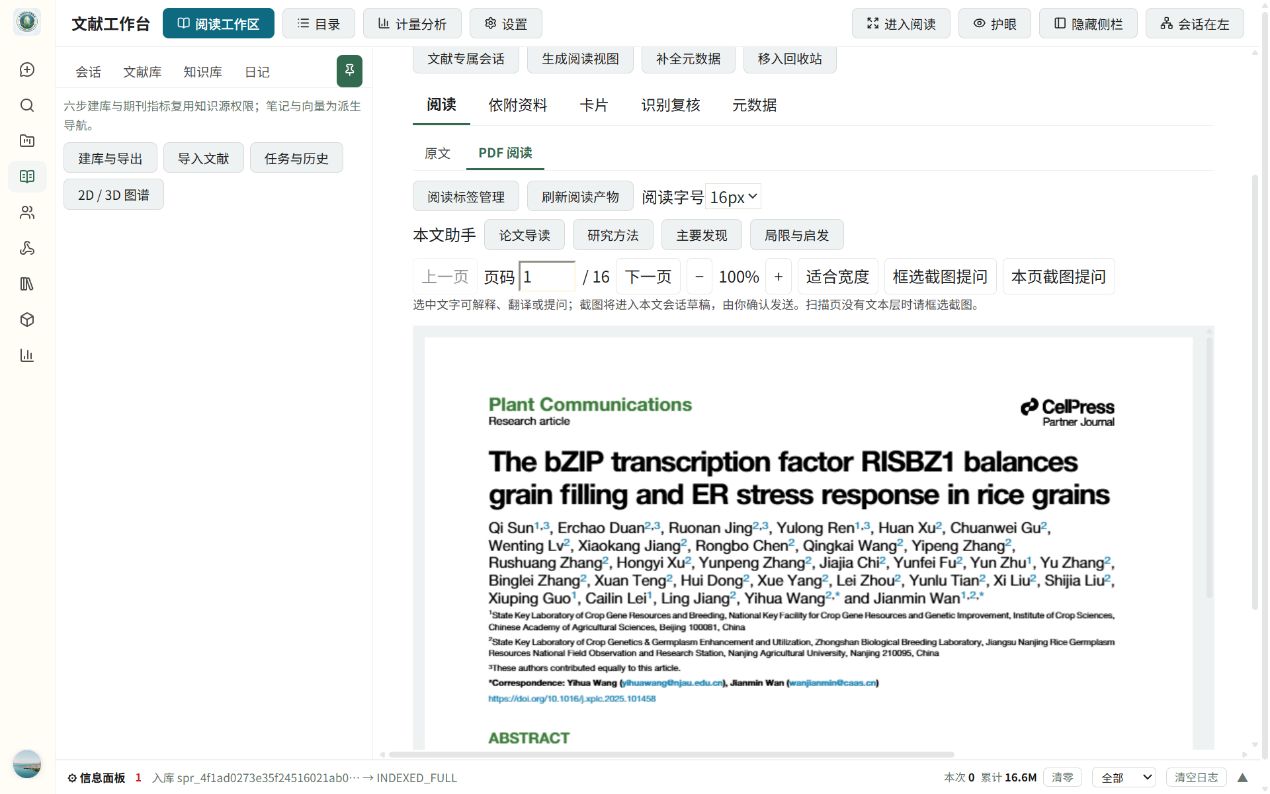 文献工作台 阅读工作区 目录 计量分析 设置 进入阅读 护眼 隐藏侧栏 会话在左
会话 文献库 知识库 日记
六步建库与期刊指标复用知识源权限；笔记与向量为派生
导航。
建库与导出 导入文献 任务与历史
2D / 3D 图谱
文献专属会话 生成阅读视图 补全元数据 移入回收站
阅读 依附资料 卡片 识别复核 元数据
原文 PDF 阅读
阅读标签管理 刷新阅读产物 阅读字号 16px
本文助手 论文导读 研究方法 主要发现 局限与启发
上一页 页码 1 / 16 下一页 − 100% + 适合宽度 框选截图提问 本页截图提问
选中文字可解释、翻译或提问；截图将进入本文会话草稿，由你确认发送。扫描页没有文本层时请框选截图。
Plant Communications
Research article
CellPress
Partner Journal
The bZIP transcription factor RISBZ1 balances
grain filling and ER stress response in rice grains
Qi Sun1,3, Erchao Duan2,3, Ruonan Jing2,3, Yulong Ren1,3, Huan Xu2, Chuanwei Gu2,
Wenting Lv2, Xiaokang Jiang2, Rongbo Chen2, Qingkai Wang2, Yipeng Zhang2,
Rushuang Zhang2, Hongyi Xu2, Yunpeng Zhang2, Jiajia Chi2, Yunfei Fu2, Yun Zhu1, Yu Zhang2,
Binglei Zhang2, Xuan Teng2, Hui Dong2, Xue Yang2, Lei Zhou2, Yunlu Tian2, Xi Liu2, Shijia Liu2,
Xiuping Guo1, Cailin Lei1, Ling Jiang2, Yihua Wang2,* and Jianmin Wan1,2,*
1State Key Laboratory of Crop Gene Resources and Breeding, National Key Facility for Crop Gene Resources and Genetic Improvement, Institute of Crop Sciences,
Chinese Academy of Agricultural Sciences, Beijing 100081, China
2State Key Laboratory of Crop Genetics & Germplasm Enhancement and Utilization, Zhongshan Biological Breeding Laboratory, Jiangsu Nanjing Rice Germplasm
Resources National Field Observation and Research Station, Nanjing Agricultural University, Nanjing 210095, China
3These authors contributed equally to this article.
*Correspondence: Yihua Wang (yihuawang@njau.edu.cn), Jianmin Wan (wanjianmin@caas.cn)
https://doi.org/10.1016/j.xplc.2025.101458
ABSTRACT
信息面板 1 入库 spr_4f1ad0273e35f24516021ab0… → INDEXED_FULL 本次 0 累计 16.6M 清零 全部 清空日志